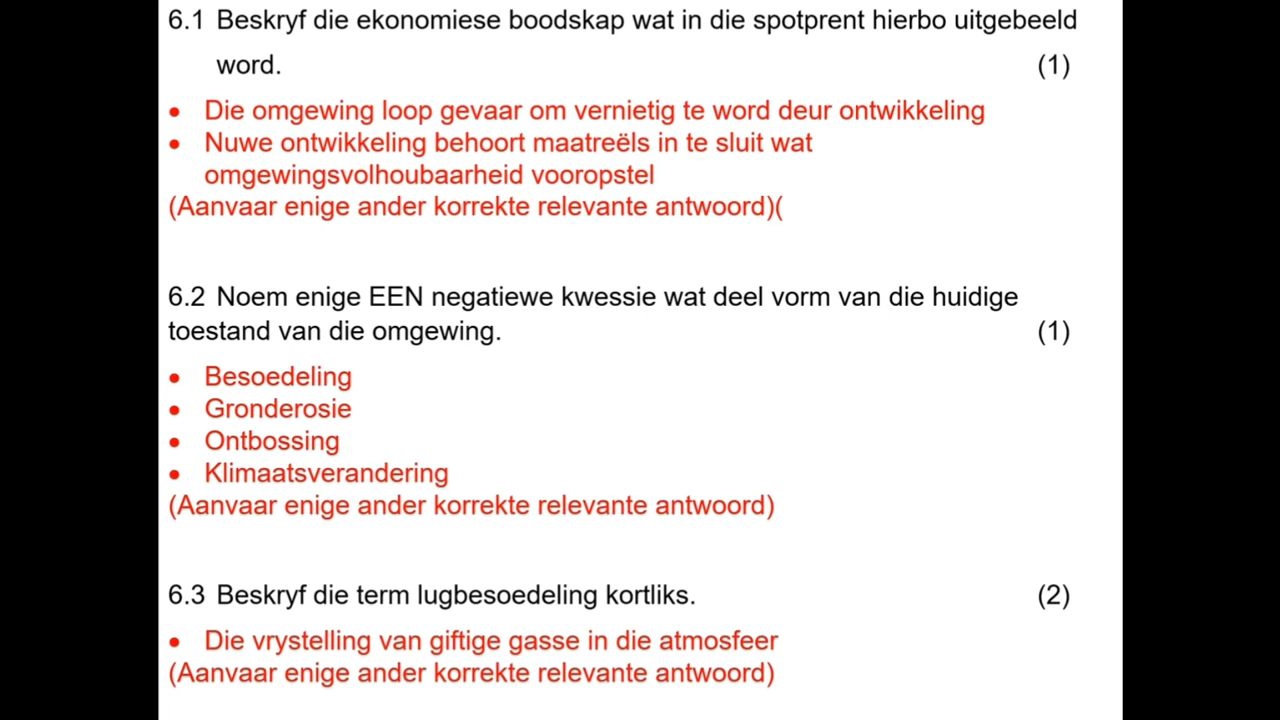 6.1 Beskryf die ekonomiese boodskap wat in die spotprent hierbo uitgebeeld
word. (1)
• Die omgewing loop gevaar om vernietig te word deur ontwikkeling
• Nuwe ontwikkeling behoort maatreëls in te sluit wat
omgewingsvolhoubaarheid vooropstel
(Aanvaar enige ander korrekte relevante antwoord)(
6.2 Noem enige EEN negatiewe kwessie wat deel vorm van die huidige
toestand van die omgewing. (1)
• Besoedeling
• Gronderosie
• Ontbossing
• Klimaatsverandering
(Aanvaar enige ander korrekte relevante antwoord)
6.3 Beskryf die term lugbesoedeling kortliks. (2)
• Die vrystelling van giftige gasse in die atmosfeer
(Aanvaar enige ander korrekte relevante antwoord)